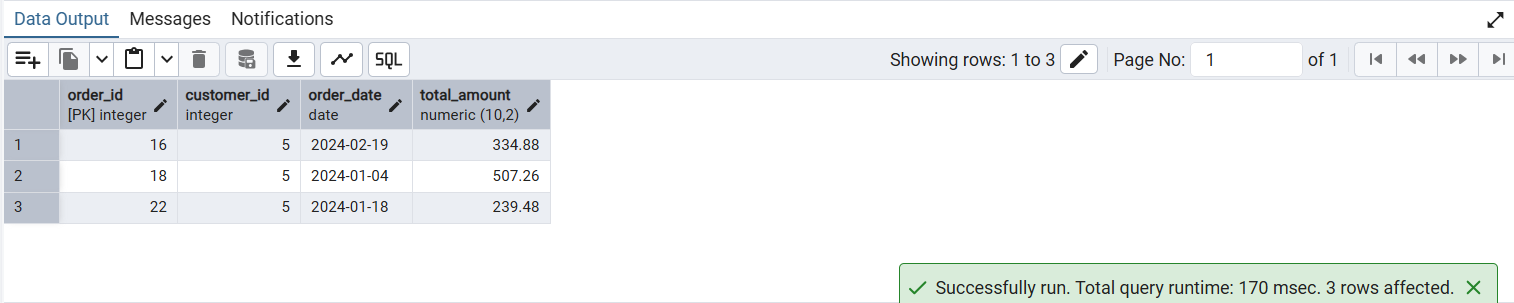 Data Output Messages Notifications
SQL Showing rows: 1 to 3 Page No: 1 of 1
order_id customer_id order_date total_amount
[PK] integer integer date numeric (10,2)
1 16 5 2024-02-19 334.88
2 18 5 2024-01-04 507.26
3 22 5 2024-01-18 239.48
Successfully run. Total query runtime: 170 msec. 3 rows affected.